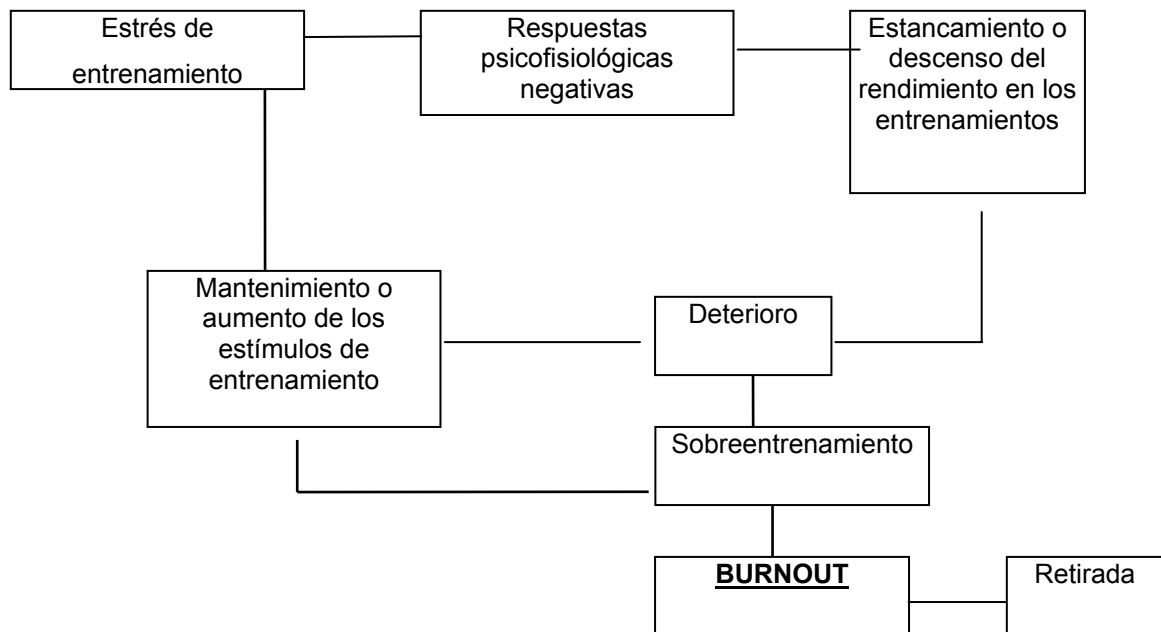 Estrés de
entrenamiento
Respuestas
psicofisiológicas
negativas
Estancamiento o
descenso del
rendimiento en los
entrenamientos
Mantenimiento o
aumento de los
estímulos de
entrenamiento
Deterioro
Sobreentrenamiento
BURNOUT
Retirada